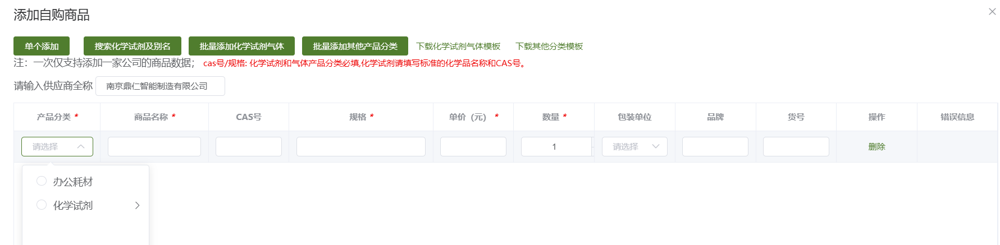 添加自购商品
单个添加 搜索化学试剂及别名 批量添加化学试剂气体 批量添加其他产品分类 下载化学试剂气体模板 下载其他分类模板
注：一次仅支持添加一家公司的商品数据； cas号/规格: 化学试剂和气体产品分类必填,化学试剂请填写标准的化学品名称和CAS号。
请输入供应商全称 南京鼎仁智能制造有限公司
产品分类 * 商品名称 * CAS号 规格 * 单价（元） * 数量 * 包装单位 品牌 货号 操作 错误信息
请选择 1 请选择 删除
办公耗材
化学试剂